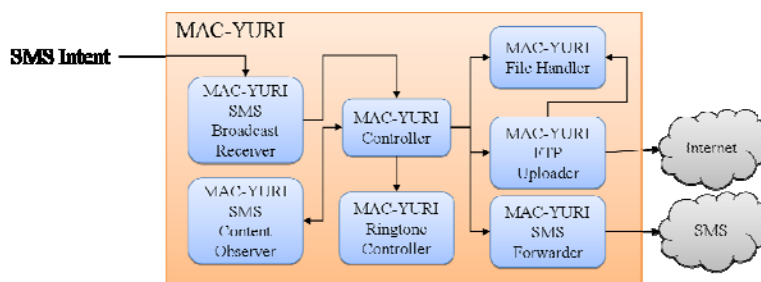 MAC-YURI
SMS Intent
MAC-YURI
SMS
Broadcast
Receiver
MAC-YURI
Controller
MAC-YURI
File Handler
MAC-YURI
FTP
Uploader
Internet
MAC-YURI
SMS
Content
Observer
MAC-YURI
Ringtone
Controller
MAC-YURI
SMS
Forwarder
SMS